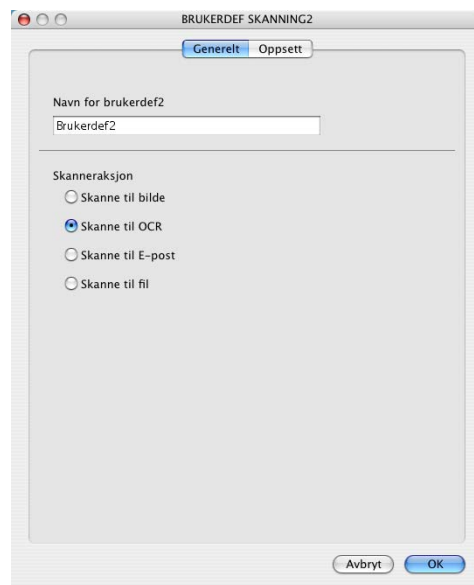 BRUKERDEF SKANNING2
Generelt Oppsett
Navn for brukerdef2
Brukerdef2
Skanneraksjon
Skanne til bilde
Skanne til OCR
Skanne til E-post
Skanne til fil
Avbryt OK